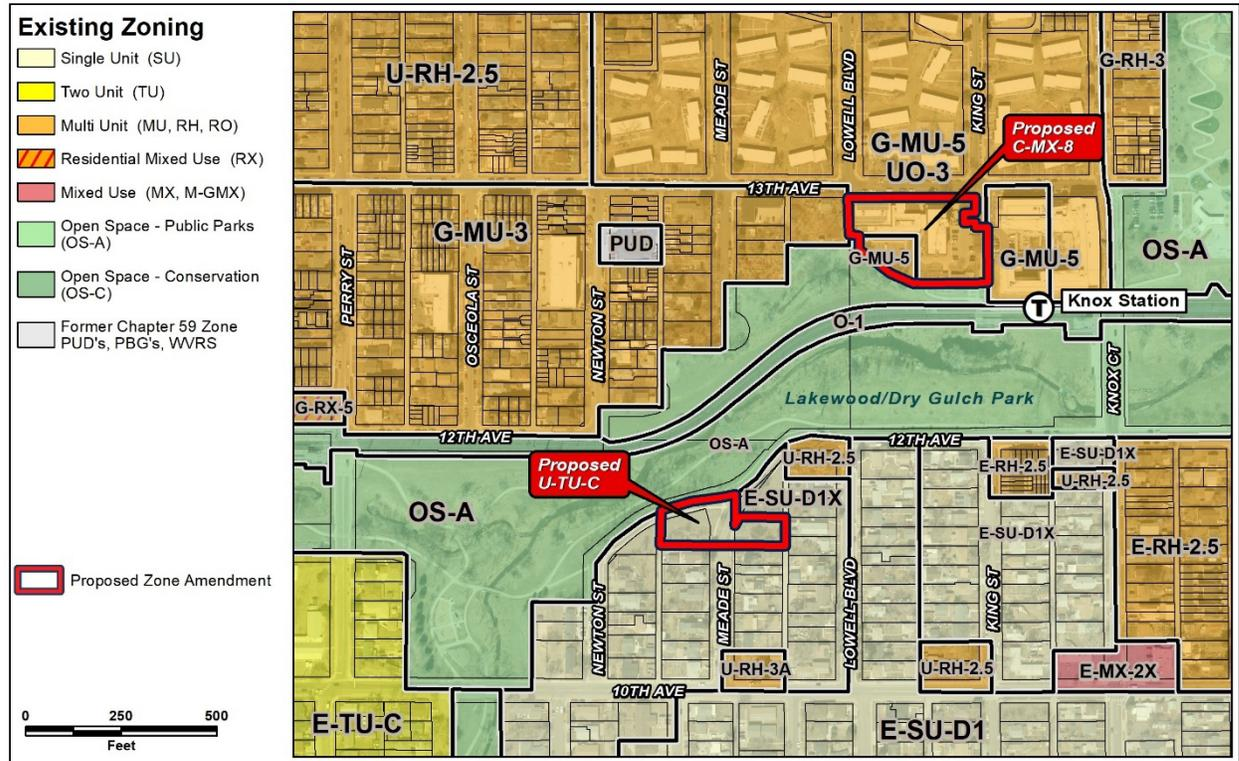 Existing Zoning
Single Unit (SU)
Two Unit (TU)
Multi Unit (MU, RH, RO)
Residential Mixed Use (RX)
Mixed Use (MX, M-GMX)
Open Space - Public Parks
(OS-A)
Open Space - Conservation
(OS-C)
Former Chapter 59 Zone
PUD's, PBG's, WVRS
Proposed Zone Amendment
0 250 500
Feet
U-RH-2.5
MEADE ST
LOWELL BLVD
KING ST
G-RH-3
Proposed
C-MX-8
G-MU-5
UO-3
13TH AVE
G-MU-3
PUD
G-MU-5
G-MU-5
OS-A
PERRY ST
OSCEOLA ST
NEWTON ST
T
Knox Station
O-1
KNOX CT
Lakewood/Dry Gulch Park
G-RX-5
12TH AVE
OS-A
12TH AVE
Proposed
U-TU-C
U-RH-2.5
E-RH-2.5
E-SU-D1X
U-RH-2.5
OS-A
E-SU-D1X
E-SU-D1X
E-RH-2.5
NEWTON ST
MEADE ST
LOWELL BLVD
KING ST
U-RH-3A
U-RH-2.5
E-MX-2X
10TH AVE
E-TU-C
E-SU-D1